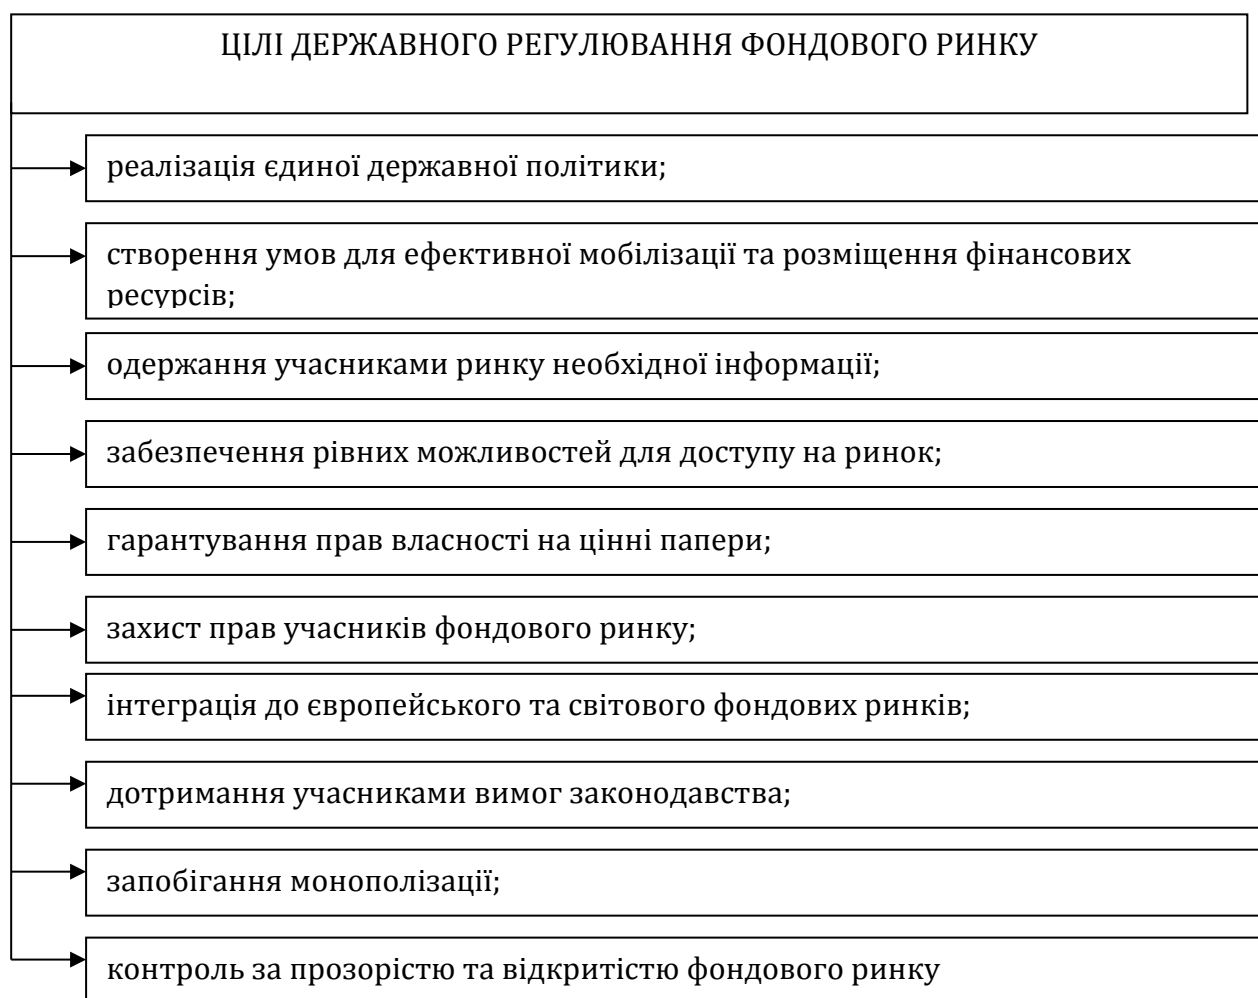 ЦІЛІ ДЕРЖАВНОГО РЕГУЛЮВАННЯ ФОНДОВОГО РИНКУ
реалізація єдиної державної політики;
створення умов для ефективної мобілізації та розміщення фінансових
ресурсів;
одержання учасниками ринку необхідної інформації;
забезпечення рівних можливостей для доступу на ринок;
гарантування прав власності на цінні папери;
захист прав учасників фондового ринку;
інтеграція до європейського та світового фондових ринків;
дотримання учасниками вимог законодавства;
запобігання монополізації;
контроль за прозорістю та відкритістю фондового ринку